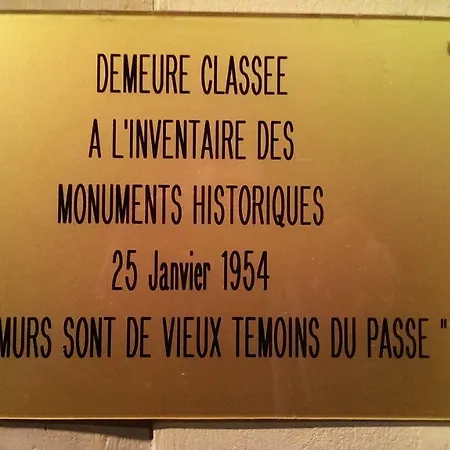 DEMEURE CLASSEE
A L'INVENTAIRE DES
MONUMENTS HISTORIQUES
25 Janvier 1954
MURS SONT DE VIEUX TEMOINS DU PASSE "